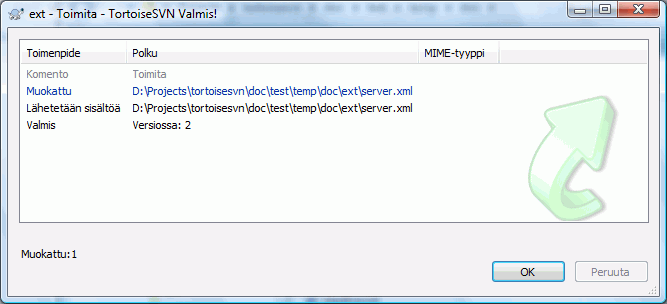 ext - Toimita - TortoiseSVN Valmis!
Toimenpide Polku MIME-tyyppi
Komento Toimita
Muokattu D:\Projects\tortoisesvn\doc\test\temp\doc\ext\server.xml
Lähetetään sisältöä D:\Projects\tortoisesvn\doc\test\temp\doc\ext\server.xml
Valmis Versiossa: 2
Muokattu:1
OK Peruuta